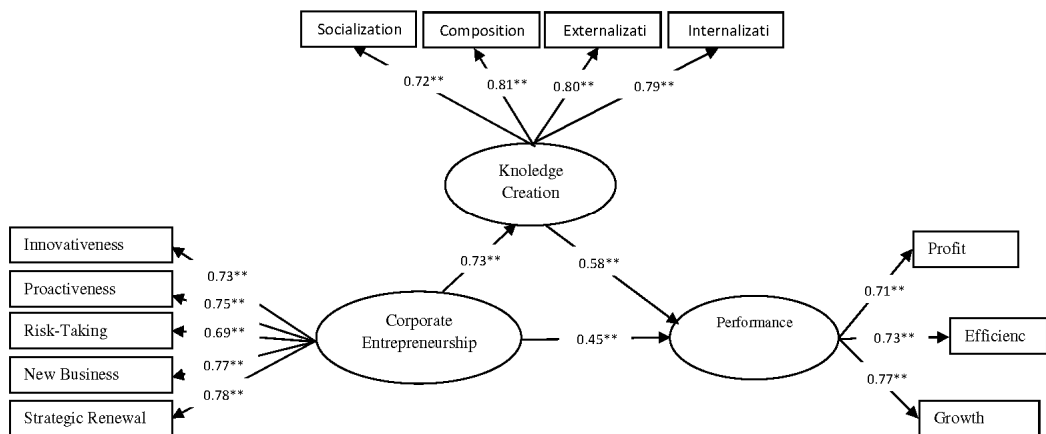 Socialization
Composition
Externalizati
Internalizati
0.72**
0.81**
0.80**
0.79**
Knoledge
Creation
Innovativeness
Proactiveness
Risk-Taking
New Business
Strategic Renewal
0.73**
0.75**
0.69**
0.77**
0.78**
Corporate
Entrepreneurship
0.73**
0.58**
0.45**
Performance
0.71**
0.73**
0.77**
Profit
Efficienc
Growth